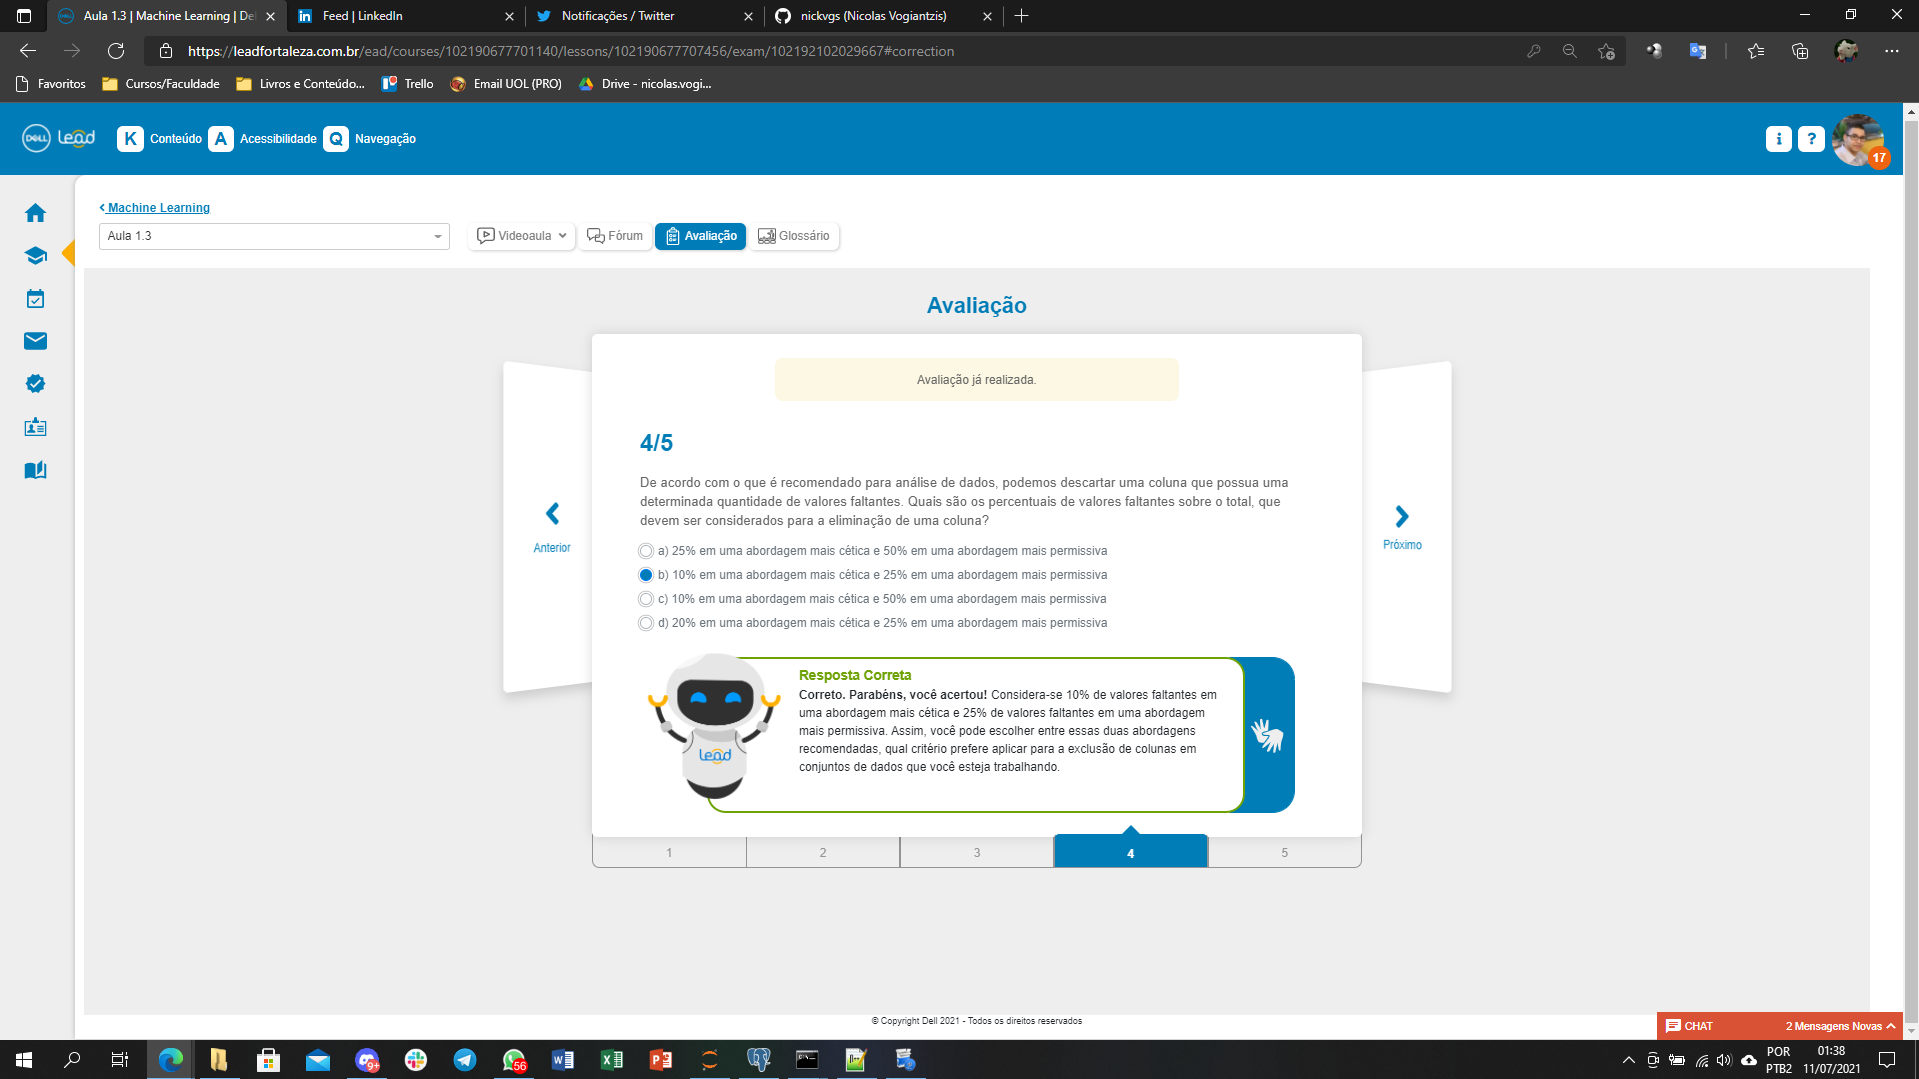 Aula 1.3 | Machine Learning | De
Feed | LinkedIn
Notificações / Twitter
nickvgs (Nicolas Vogiantzis)
https://leadfortaleza.com.br/ead/courses/102190677701140/lessons/102190677707456/exam/102192102029667#correction
Favoritos
Cursos/Faculdade
Livros e Conteúdo...
Trello
Email UOL (PRO)
Drive - nicolas.vogi...
DELL Lead
K Conteúdo A Acessibilidade Q Navegação
i ?
17
Machine Learning
Aula 1.3
Videoaula
Fórum
Avaliação
Glossário
Avaliação
Avaliação já realizada.
4/5
De acordo com o que é recomendado para análise de dados, podemos descartar uma coluna que possua uma
determinada quantidade de valores faltantes. Quais são os percentuais de valores faltantes sobre o total, que
devem ser considerados para a eliminação de uma coluna?
Anterior
Próximo
a) 25% em uma abordagem mais cética e 50% em uma abordagem mais permissiva
b) 10% em uma abordagem mais cética e 25% em uma abordagem mais permissiva
c) 10% em uma abordagem mais cética e 50% em uma abordagem mais permissiva
d) 20% em uma abordagem mais cética e 25% em uma abordagem mais permissiva
Lead
Resposta Correta
Correto. Parabéns, você acertou! Considera-se 10% de valores faltantes em
uma abordagem mais cética e 25% de valores faltantes em uma abordagem
mais permissiva. Assim, você pode escolher entre essas duas abordagens
recomendadas, qual critério prefere aplicar para a exclusão de colunas em
conjuntos de dados que você esteja trabalhando.
1 2 3 4 5
© Copyright Dell 2021 - Todos os direitos reservados
CHAT
2 Mensagens Novas
9+
56
POR
PTB2
01:38
11/07/2021